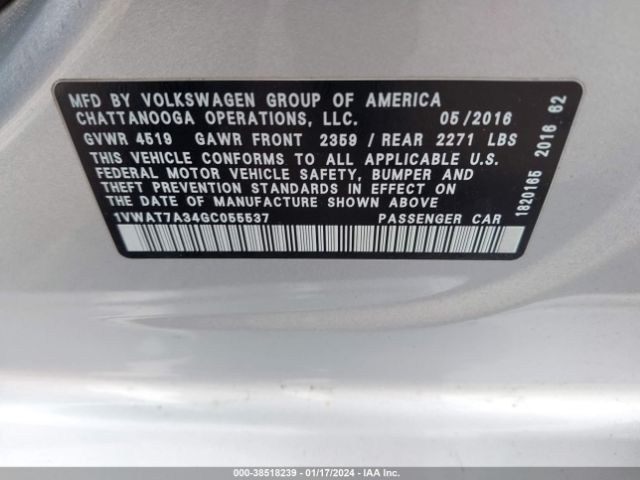 MFD BY VOLKSWAGEN GROUP OF AMERICA
CHATTANOOGA OPERATIONS, LLC. 05/2016
GVWR 4519 GAWR FRONT 2359 / REAR 2271 LBS
THIS VEHICLE CONFORMS TO ALL APPLICABLE U.S.
FEDERAL MOTOR VEHICLE SAFETY, BUMPER AND
THEFT PREVENTION STANDARDS IN EFFECT ON
THE DATE OF MANUFACTURE SHOWN ABOVE.
1VWAT7A34GC055537 PASSENGER CAR
1820165 2016 62
000-38518239 - 01/17/2024 - IAAI.COM